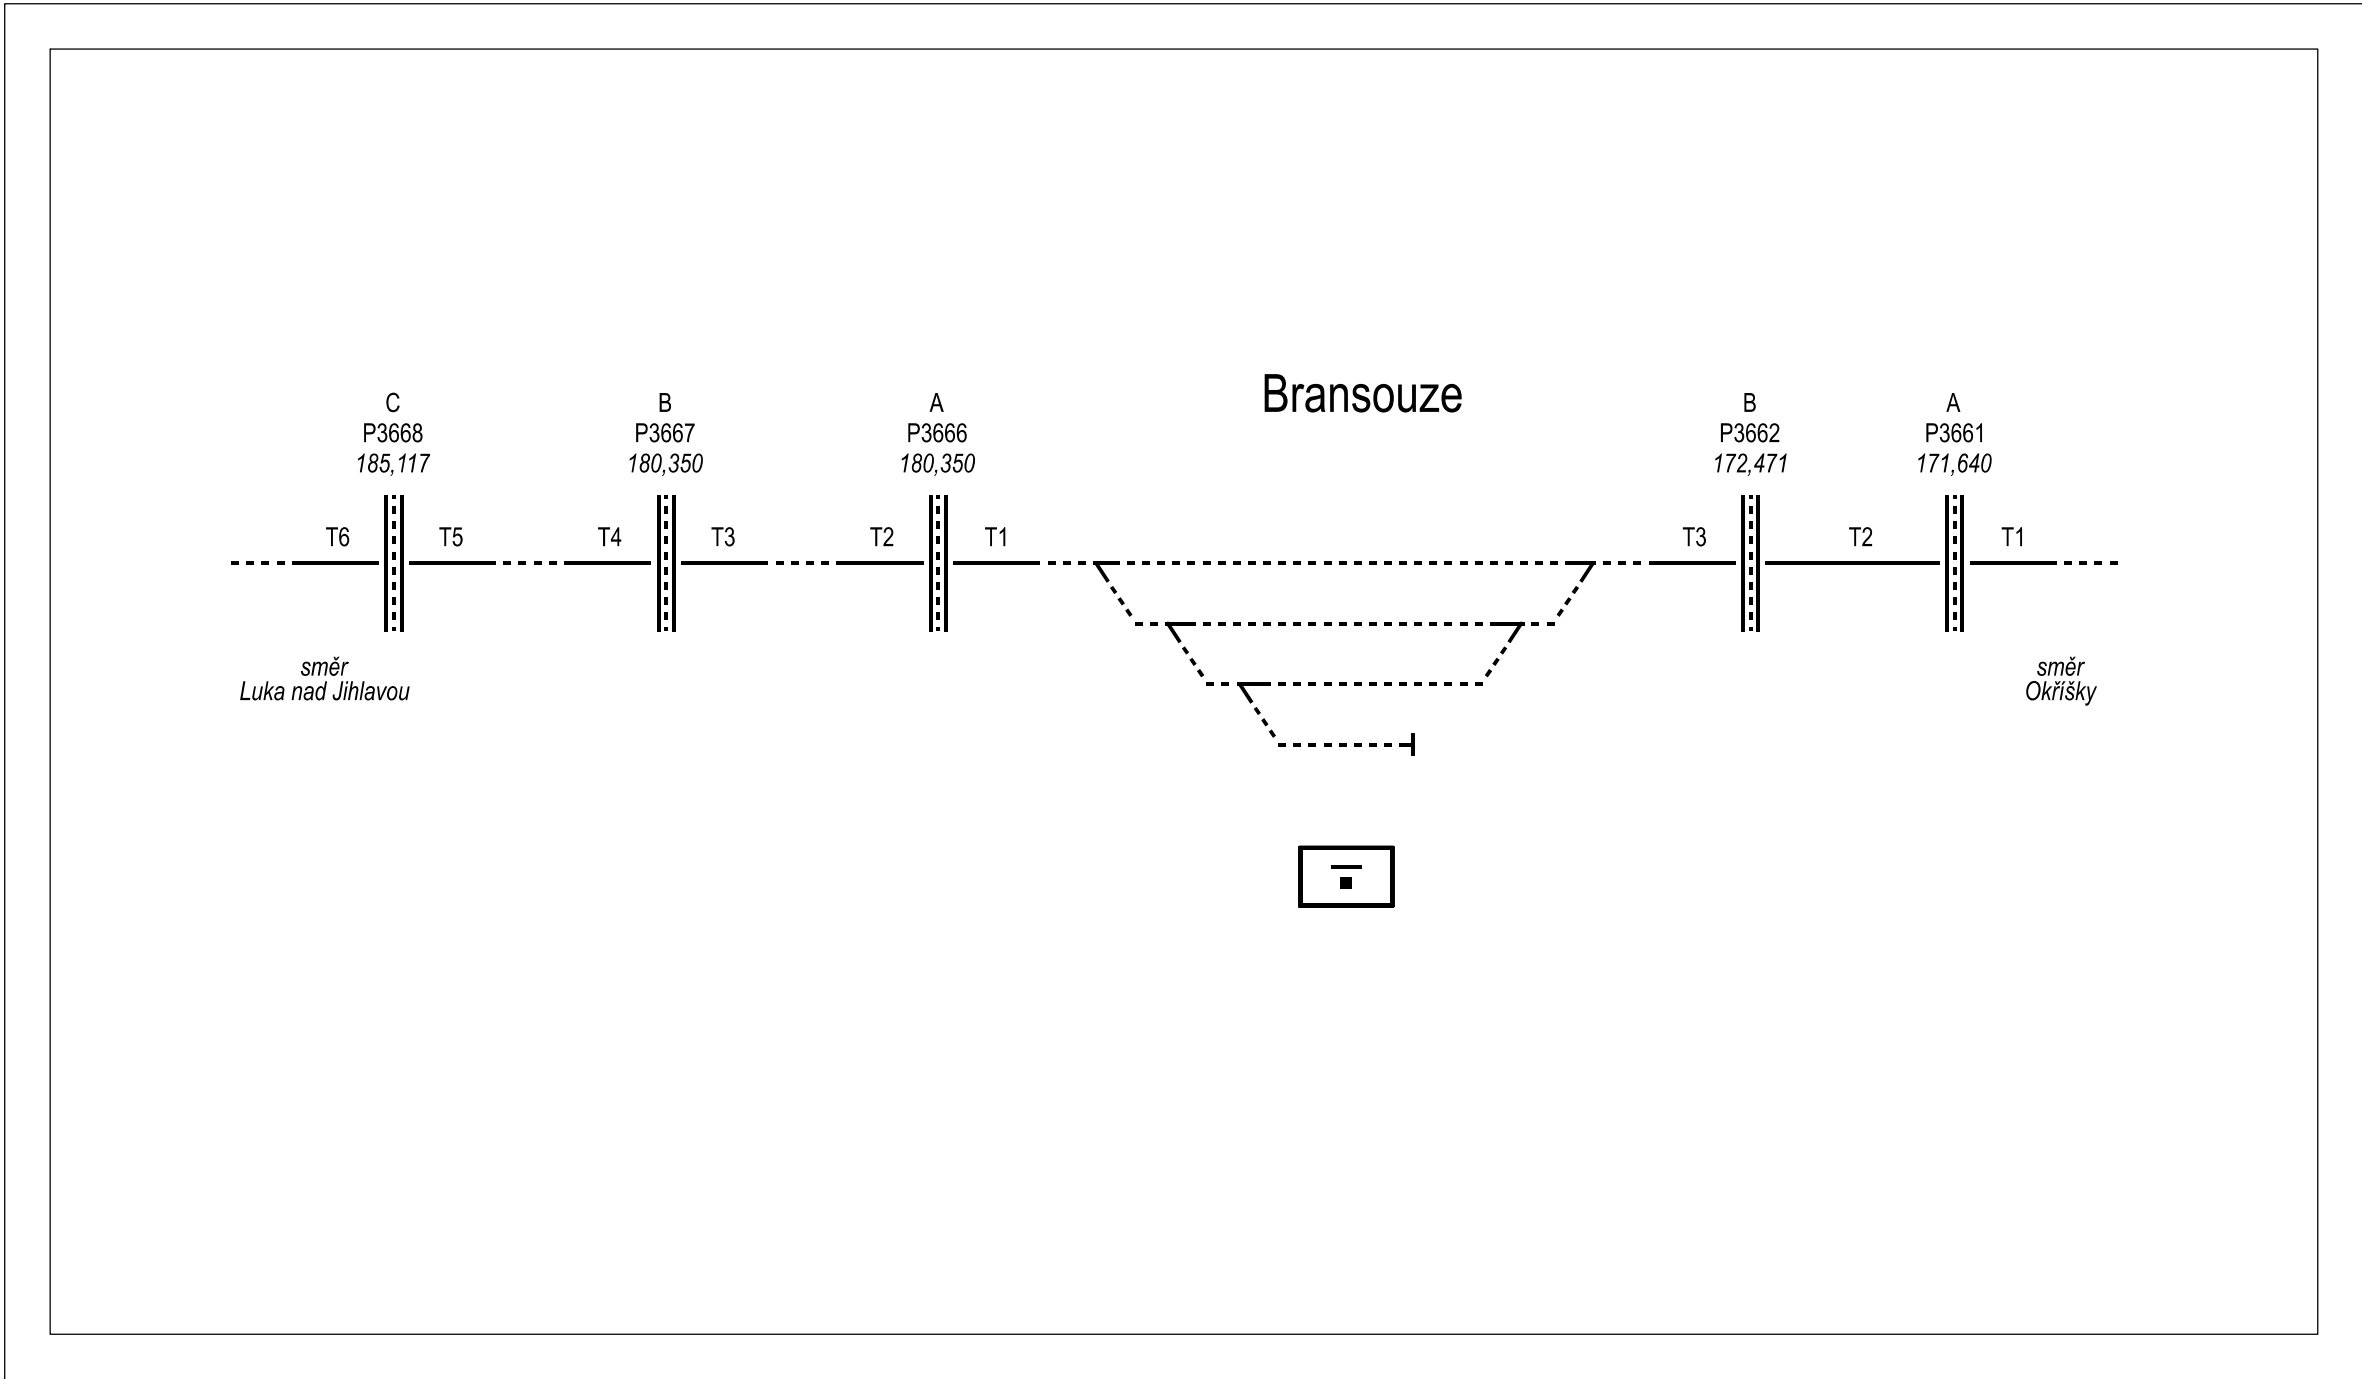 Bransouze
C
P3668
185,117
B
P3667
180,350
A
P3666
180,350
B
P3662
172,471
A
P3661
171,640
T6
T5
T4
T3
T2
T1
T3
T2
T1
směr
Luka nad Jihlavou
směr
Okříšky